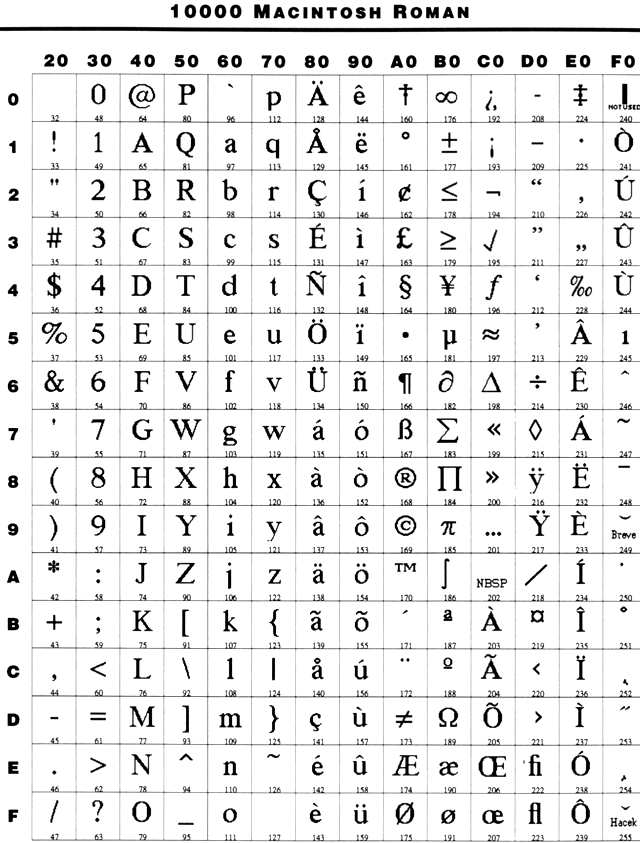 10000 MACINTOSH ROMAN
20 30 40 50 60 70 80 90 A0 B0 C0 D0 E0 F0
0 0 @ P ` p Ä ê † ∞ ¿ - ‡ NOT USED
32 48 64 80 96 112 128 144 160 176 192 208 224 240
1 ! 1 A Q a q Å ë ° ± ¡ – · Ò
33 49 65 81 97 113 129 145 161 177 193 209 225 241
2 " 2 B R b r Ç í ¢ ≤ ¬ “ ‚ Ú
34 50 66 82 98 114 130 146 162 178 194 210 226 242
3 # 3 C S c s É ì £ ≥ √ ” „ Û
35 51 67 83 99 115 131 147 163 179 195 211 227 243
4 $ 4 D T d t Ñ î § ¥ ƒ ‘ ‰ Ù
36 52 68 84 100 116 132 148 164 180 196 212 228 244
5 % 5 E U e u Ö ï • µ ≈ ’ Â ı
37 53 69 85 101 117 133 149 165 181 197 213 229 245
6 & 6 F V f v Ü ñ ¶ ∂ ∆ ÷ Ê ˆ
38 54 70 86 102 118 134 150 166 182 198 214 230 246
7 ' 7 G W g w á ó ß ∑ « ◊ Á ˜
39 55 71 87 103 119 135 151 167 183 199 215 231 247
8 ( 8 H X h x à ò ® ∏ » ÿ Ë ¯
40 56 72 88 104 120 136 152 168 184 200 216 232 248
9 ) 9 I Y i y â ô © π … Ÿ È ˘ Breve
41 57 73 89 105 121 137 153 169 185 201 217 233 249
A * : J Z j z ä ö ™ ∫ NBSP ⁄ Í ˙
42 58 74 90 106 122 138 154 170 186 202 218 234 250
B + ; K [ k { ã õ ´ ª À ¤ Î ˚
43 59 75 91 107 123 139 155 171 187 203 219 235 251
C , < L \ l | å ú ¨ º Ã ‹ Ï ¸
44 60 76 92 108 124 140 156 172 188 204 220 236 252
D - = M ] m } ç ù ≠ Ω Õ › Ì ˝
45 61 77 93 109 125 141 157 173 189 205 221 237 253
E . > N ^ n ~ é û Æ æ Œ fi Ó ˛
46 62 78 94 110 126 142 158 174 190 206 222 238 254
F / ? O _ o è ü Ø ø œ fl Ô ˇ Hacek
47 63 79 95 111 127 143 159 175 191 207 223 239 255